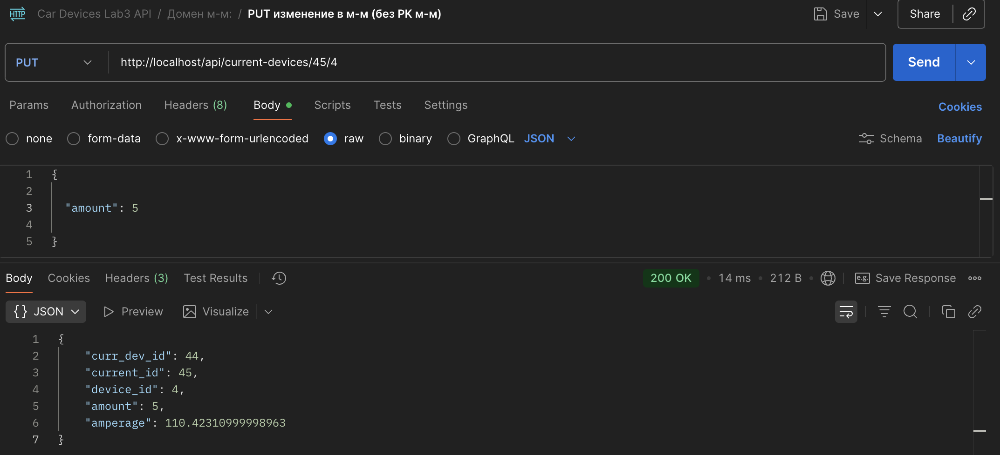 HTTP Car Devices Lab3 API / Домен м-м: / PUT изменение в м-м (без PK м-м) Save Share
PUT http://localhost/api/current-devices/45/4 Send
Params Authorization Headers (8) Body Scripts Tests Settings Cookies
none form-data x-www-form-urlencoded raw binary GraphQL JSON Schema Beautify
1 {
2
3 "amount": 5
4
5 }
Body Cookies Headers (3) Test Results 200 OK • 14 ms • 212 B • e.g. Save Response
{} JSON Preview Visualize
1 {
2 "curr_dev_id": 44,
3 "current_id": 45,
4 "device_id": 4,
5 "amount": 5,
6 "amperage": 110.42310999998963
7 }